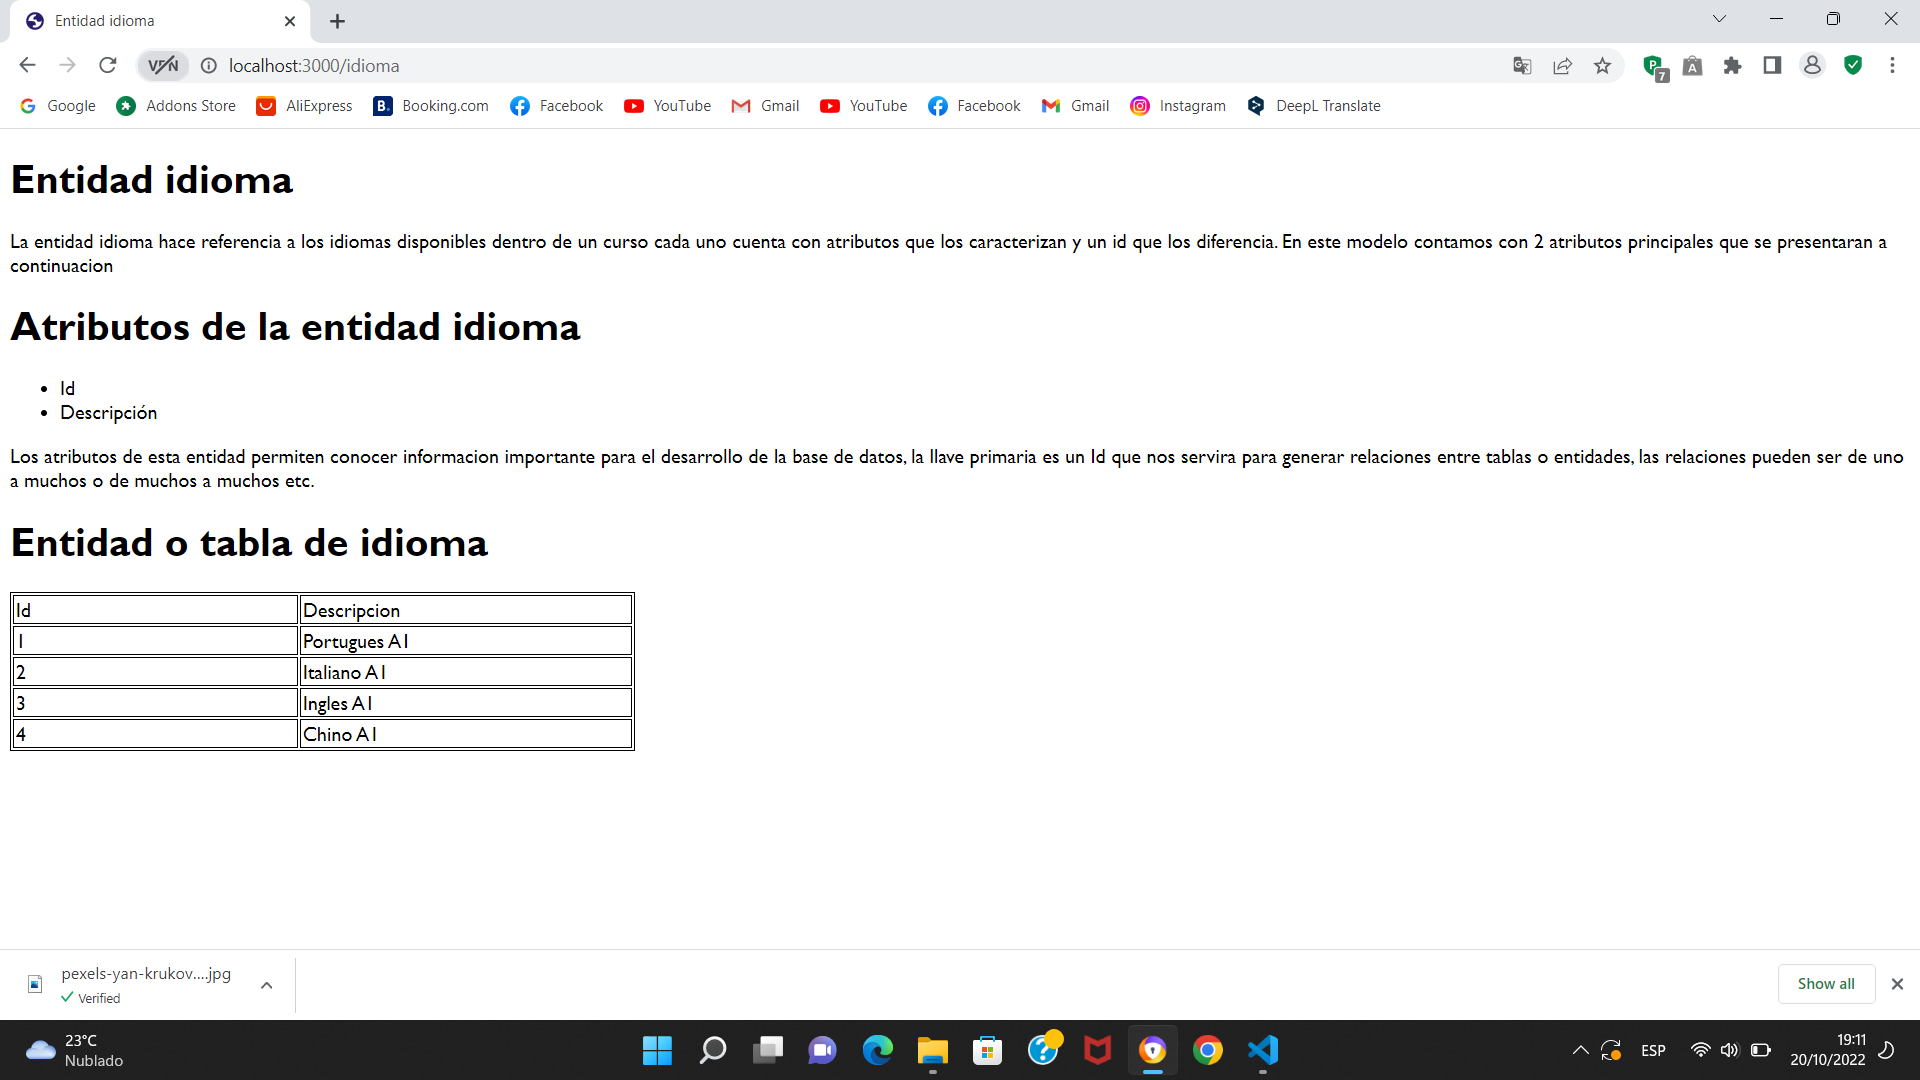 Entidad idioma
VPN
localhost:3000/idioma
7
Google
Addons Store
AliExpress
Booking.com
Facebook
YouTube
Gmail
YouTube
Facebook
Gmail
Instagram
DeepL Translate
Entidad idioma
La entidad idioma hace referencia a los idiomas disponibles dentro de un curso cada uno cuenta con atributos que los caracterizan y un id que los diferencia. En este modelo contamos con 2 atributos principales que se presentaran a
continuacion
Atributos de la entidad idioma
• Id
• Descripción
Los atributos de esta entidad permiten conocer informacion importante para el desarrollo de la base de datos, la llave primaria es un Id que nos servira para generar relaciones entre tablas o entidades, las relaciones pueden ser de uno
a muchos o de muchos a muchos etc.
Entidad o tabla de idioma
Id Descripcion
1 Portugues A1
2 Italiano A1
3 Ingles A1
4 Chino A1
pexels-yan-krukov....jpg
Verified
Show all
23°C
Nublado
ESP
19:11
20/10/2022